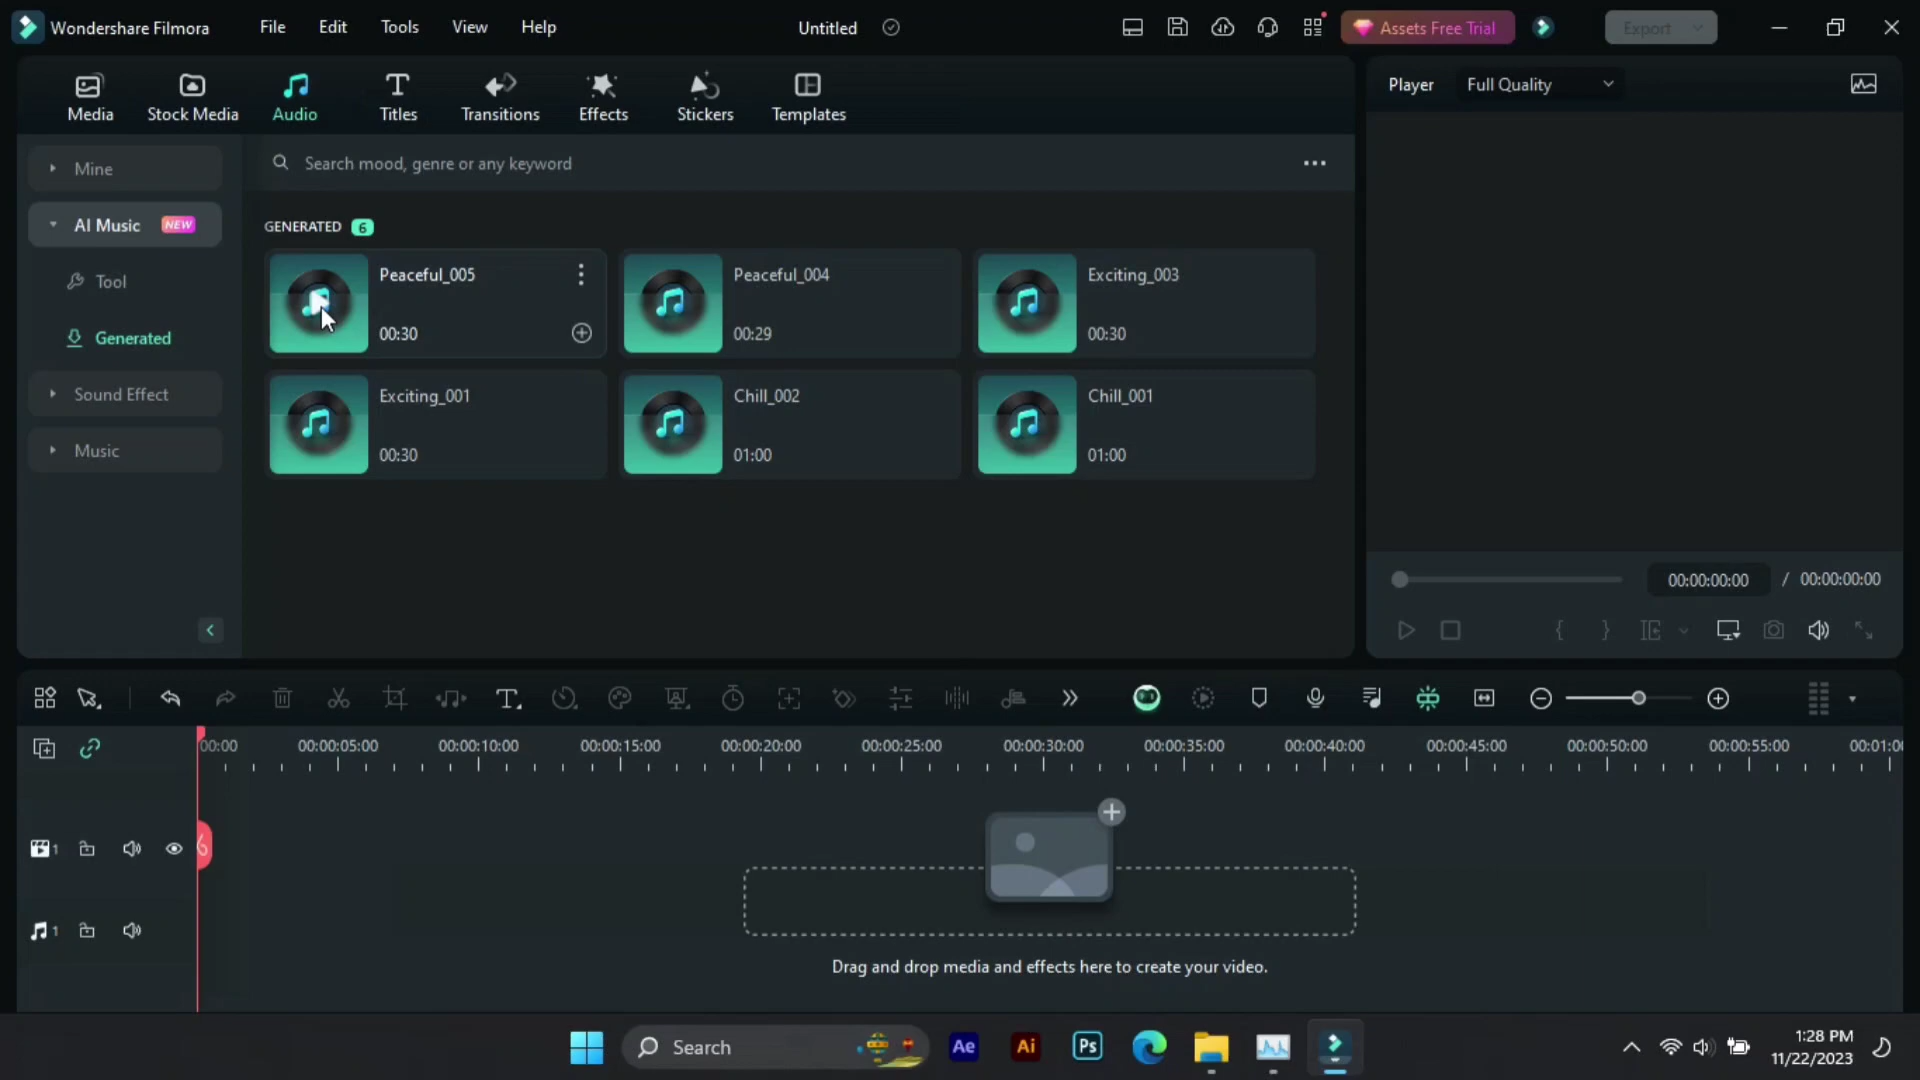 Wondershare Filmora File Edit Tools View Help Untitled Assets Free Trial Export
Media Stock Media Audio Titles Transitions Effects Stickers Templates
Player Full Quality
Mine
Search mood, genre or any keyword
AI Music NEW
GENERATED 6
Tool
Generated
Sound Effect
Music
Peaceful_005
00:30
Peaceful_004
00:29
Exciting_003
00:30
Exciting_001
00:30
Chill_002
01:00
Chill_001
01:00
00:00:00:00 / 00:00:00:00
00:00 00:00:05:00 00:00:10:00 00:00:15:00 00:00:20:00 00:00:25:00 00:00:30:00 00:00:35:00 00:00:40:00 00:00:45:00 00:00:50:00 00:00:55:00 00:01:0
1
1
Drag and drop media and effects here to create your video.
Search Ae Ai Ps
1:28 PM
11/22/2023